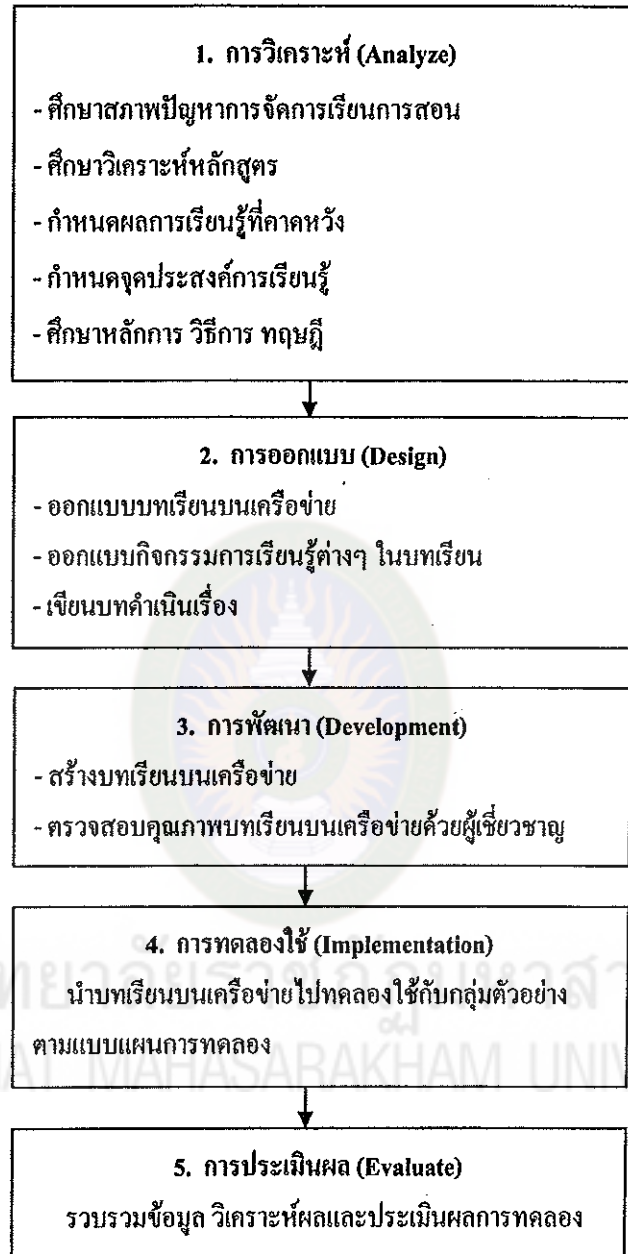 1. การวิเคราะห์ (Analyze)
- ศึกษาสภาพปัญหาการจัดการเรียนการสอน
- ศึกษาวิเคราะห์หลักสูตร
- กำหนดผลการเรียนรู้ที่คาดหวัง
- กำหนดจุดประสงค์การเรียนรู้
- ศึกษาหลักการ วิธีการ ทฤษฎี
2. การออกแบบ (Design)
- ออกแบบบทเรียนบนเครือข่าย
- ออกแบบกิจกรรมการเรียนรู้ต่างๆ ในบทเรียน
- เขียนบทดำเนินเรื่อง
3. การพัฒนา (Development)
- สร้างบทเรียนบนเครือข่าย
- ตรวจสอบคุณภาพบทเรียนบนเครือข่ายด้วยผู้เชี่ยวชาญ
4. การทดลองใช้ (Implementation)
นำบทเรียนบนเครือข่ายไปทดลองใช้กับกลุ่มตัวอย่าง
ตามแบบแผนการทดลอง
MAHASARAKHAM
5. การประเมินผล (Evaluate)
รวบรวมข้อมูล วิเคราะห์ผลและประเมินผลการทดลอง